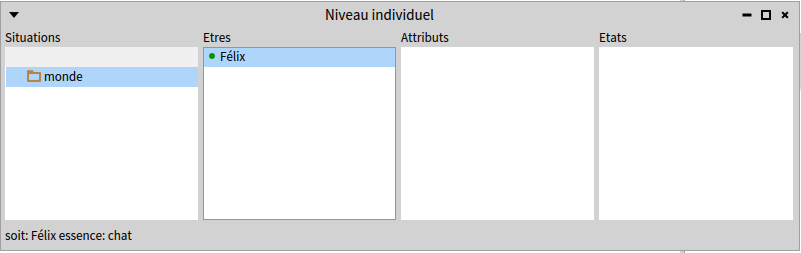 Niveau individuel
Situations
Etres
Attributs
Etats
monde
Félix
soit: Félix essence: chat